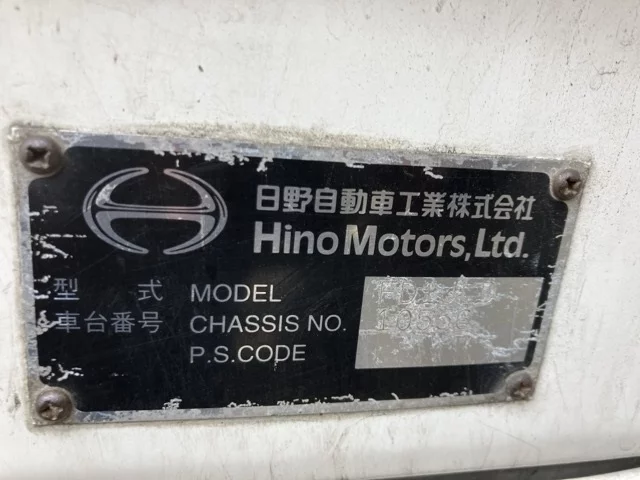 日野自動車工業株式会社
Hino Motors, Ltd.
型 式 MODEL
車台番号 CHASSIS NO.
P.S.CODE